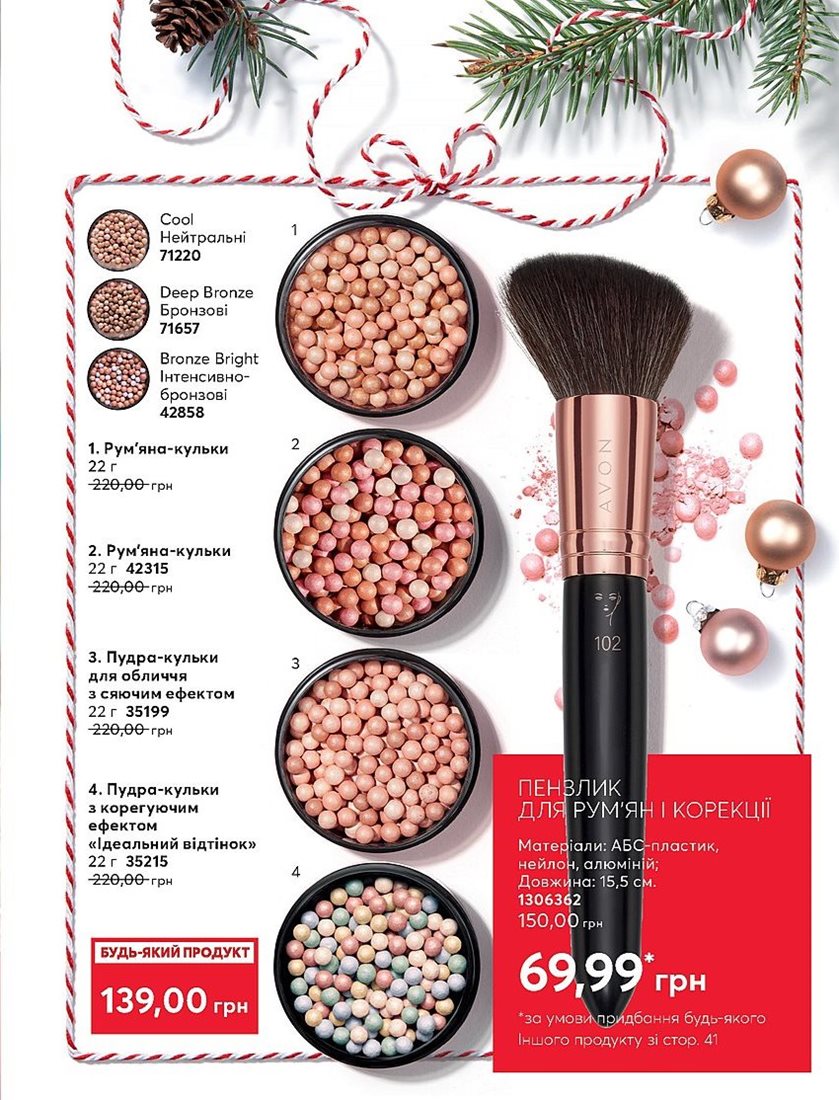 Cool
Нейтральні
71220
Deep Bronze
Бронзові
71657
Bronze Bright
Інтенсивно-
бронзові
42858
1. Рум'яна-кульки
22 г
220,00 грн
2. Рум'яна-кульки
22 г 42315
220,00 грн
3. Пудра-кульки
для обличчя
з сяючим ефектом
22 г 35199
220,00 грн
4. Пудра-кульки
з корегуючим
ефектом
«Ідеальний відтінок»
22 г 35215
220,00 грн
БУДЬ-ЯКИЙ ПРОДУКТ
139,00 грн
1
2
3
4
AVON
102
ПЕНЗЛИК
ДЛЯ РУМ'ЯН І КОРЕКЦІЇ
Матеріали: АБС-пластик,
нейлон, алюміній;
Довжина: 15,5 см.
1306362
150,00 грн
69,99* грн
*за умови придбання будь-якого
Іншого продукту зі стор. 41